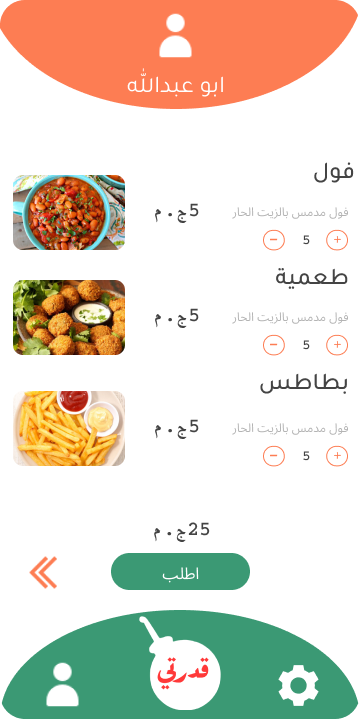 ابو عبدالله
فول
فول مدمس بالزيت الحار
5ج.م
− 5 +
طعمية
فول مدمس بالزيت الحار
5ج.م
− 5 +
بطاطس
فول مدمس بالزيت الحار
5ج.م
− 5 +
25ج.م
اطلب
قدرتي